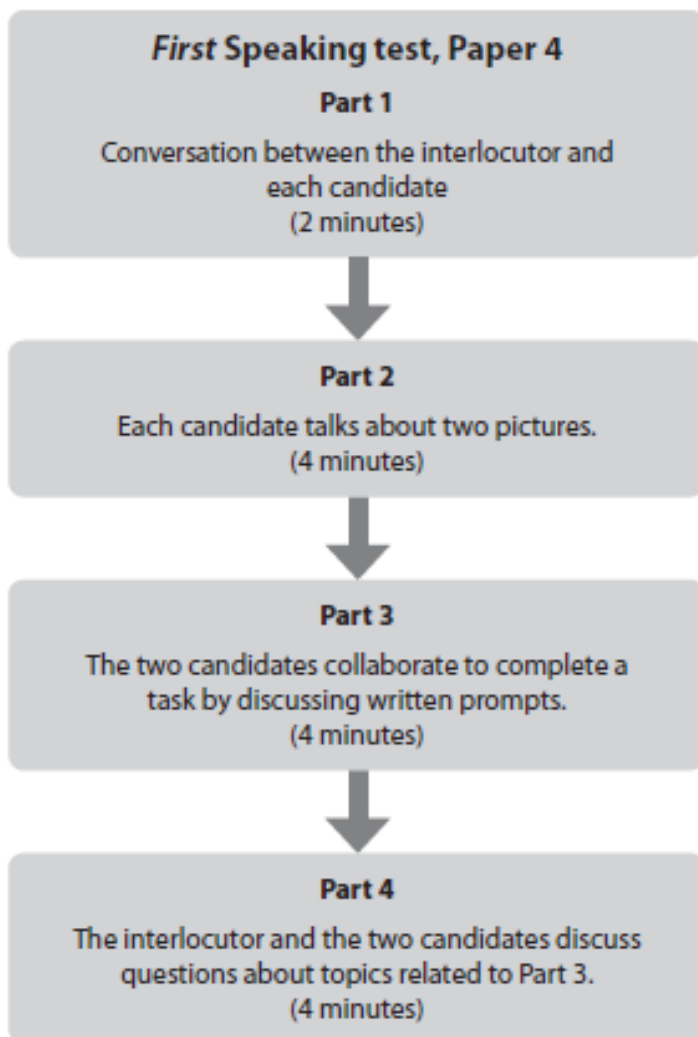 First Speaking test, Paper 4
Part 1
Conversation between the interlocutor and
each candidate
(2 minutes)
Part 2
Each candidate talks about two pictures.
(4 minutes)
Part 3
The two candidates collaborate to complete a
task by discussing written prompts.
(4 minutes)
Part 4
The interlocutor and the two candidates discuss
questions about topics related to Part 3.
(4 minutes)